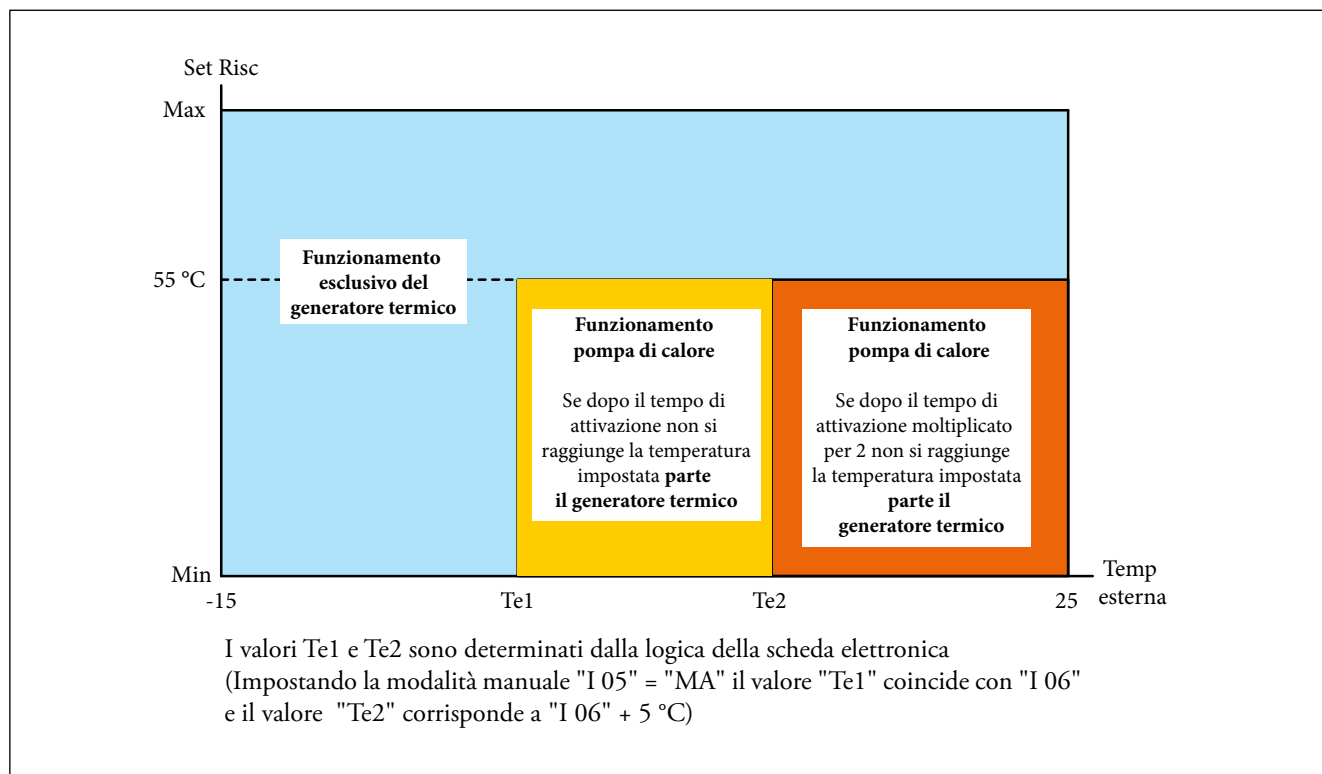 Set Risc
Max
Funzionamento
esclusivo del
generatore termico
55 °C
Funzionamento
pompa di calore
Se dopo il tempo di
attivazione non si
raggiunge la temperatura
impostata parte
il generatore termico
Funzionamento
pompa di calore
Se dopo il tempo di
attivazione moltiplicato
per 2 non si raggiunge
la temperatura impostata
parte il
generatore termico
Min
-15
Te1
Te2
25
Temp
esterna
I valori Te1 e Te2 sono determinati dalla logica della scheda elettronica
(Impostando la modalità manuale "I 05" = "MA" il valore "Te1" coincide con "I 06"
e il valore "Te2" corrisponde a "I 06" + 5 °C)